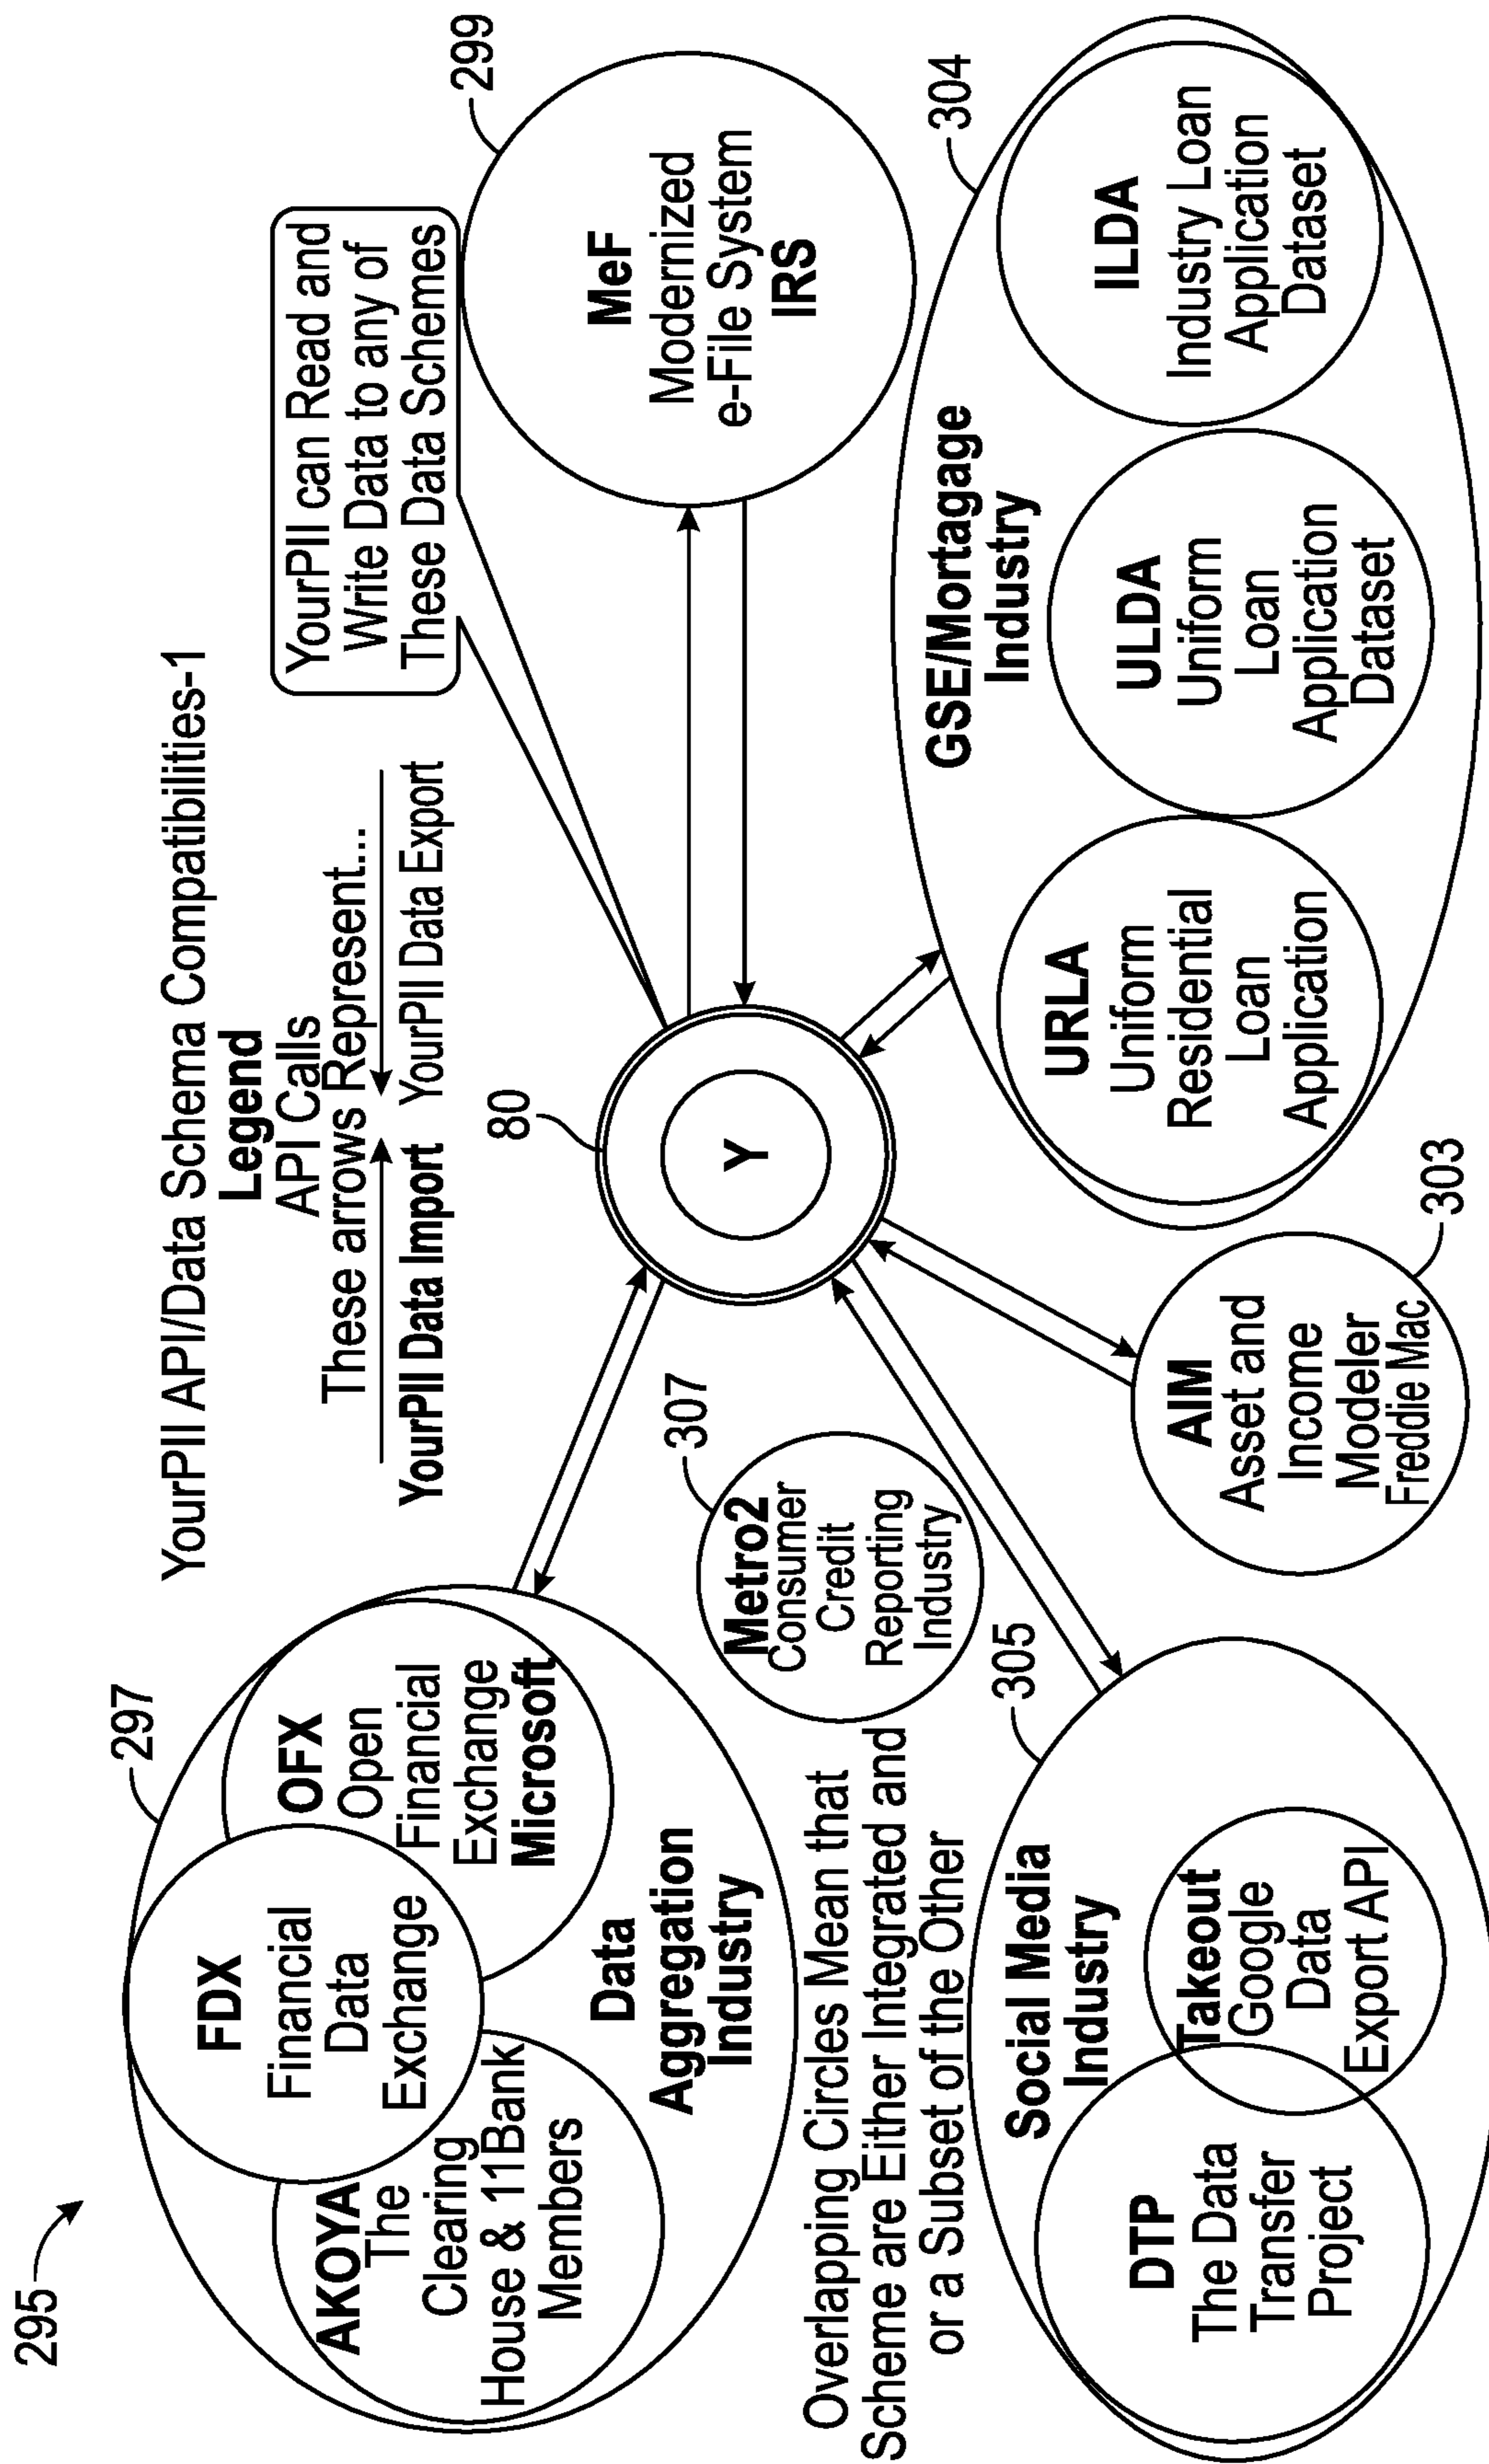 295
YourPII API/Data Schema Compatibilities-1
Legend
API Calls
These arrows Represent...
YourPII Data Import
YourPII Data Export
YourPII can Read and
Write Data to any of
These Data Schemes
297
FDX
Financial
Data
Exchange
OFX
Open
Financial
Exchange
Microsoft
AKOYA
The
Clearing
House & 11Bank
Members
Data
Aggregation
Industry
80
Y
299
MeF
Modernized
e-File System
IRS
307
Metro2
Consumer
Credit
Reporting
Industry
Overlapping Circles Mean that
Scheme are Either Integrated and
or a Subset of the Other
305
Social Media
Industry
DTP
The Data
Transfer
Project
Takeout
Google
Data
Export API
303
AIM
Asset and
Income
Modeler
Freddie Mac
304
GSE/Mortagage
Industry
URLA
Uniform
Residential
Loan
Application
ULDA
Uniform
Loan
Application
Dataset
ILDA
Industry Loan
Application
Dataset